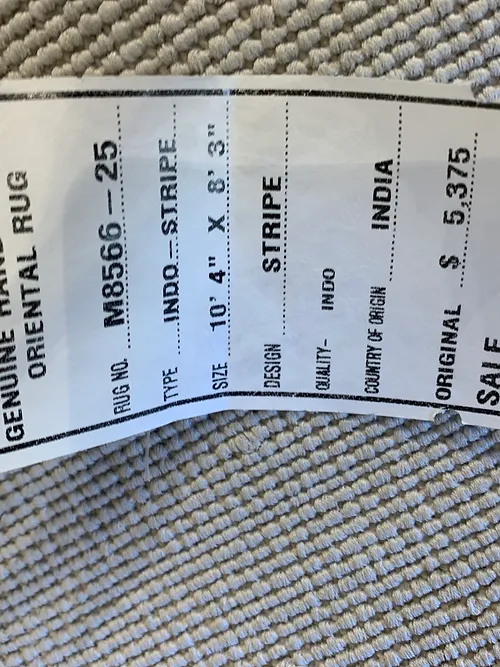 GENUINE
ORIENTAL RUG
RUG NO. M8566-25
TYPE INDO-STRIPE
SIZE 10' 4" X 8' 3"
DESIGN STRIPE
QUALITY- INDO
COUNTRY OF ORIGIN INDIA
ORIGINAL $ 5,375
SALE